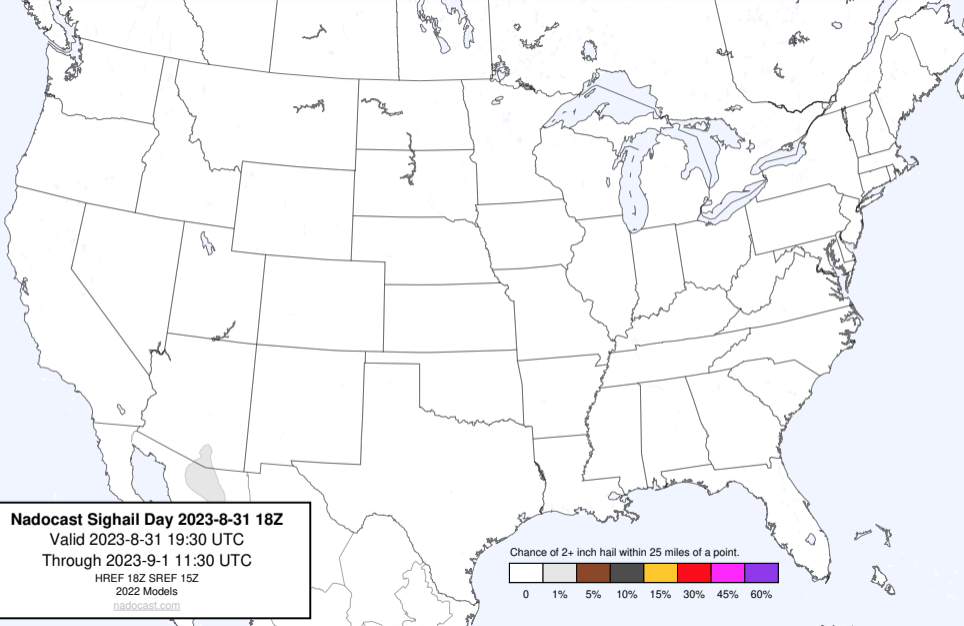 Nadocast Sighail Day 2023-8-31 18Z
Valid 2023-8-31 19:30 UTC
Through 2023-9-1 11:30 UTC
HREF 18Z SREF 15Z
2022 Models
nadocast.com
Chance of 2+ inch hail within 25 miles of a point.
0 1% 5% 10% 15% 30% 45% 60%